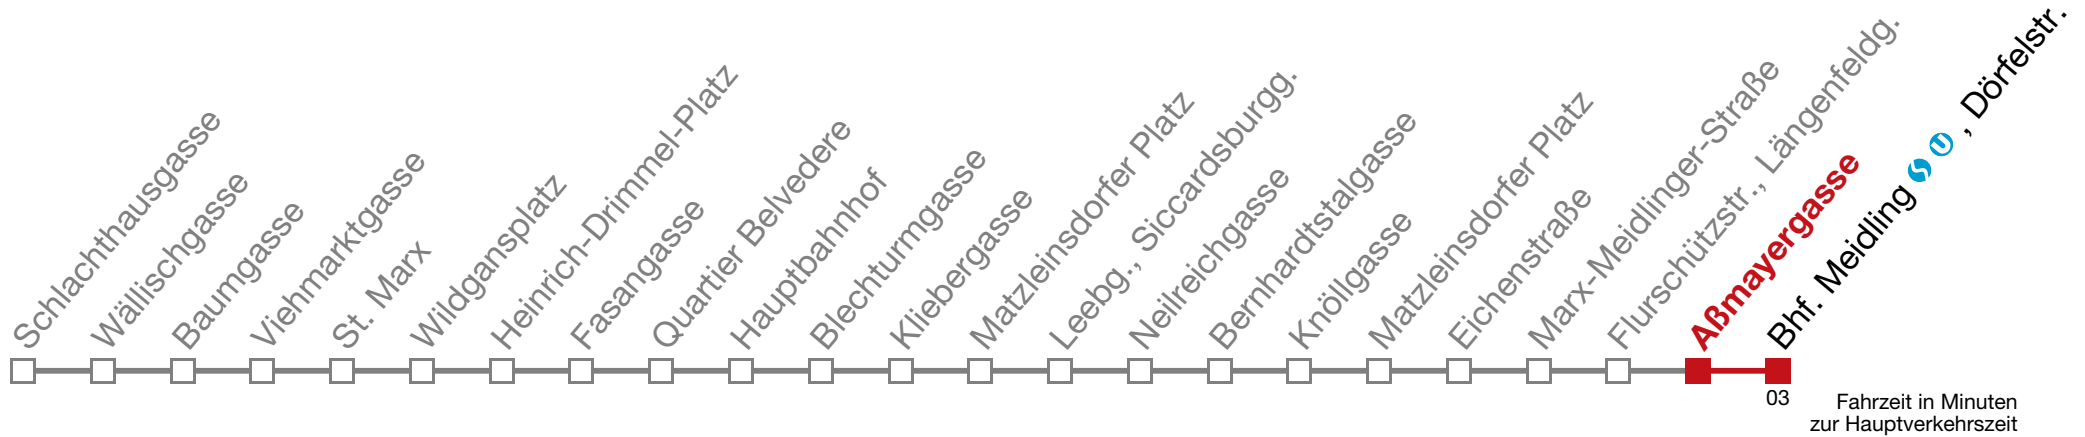 Schlachthausgasse
Wällischgasse
Baumgasse
Viehmarktgasse
St. Marx
Wildgansplatz
Heinrich-Drimmel-Platz
Fasangasse
Quartier Belvedere
Hauptbahnhof
Blechturmgasse
Kliebergasse
Matzleinsdorfer Platz
Leebg., Siccardsburgg.
Neilreichgasse
Bernhardtstalgasse
Knöllgasse
Matzleinsdorfer Platz
Eichenstraße
Marx-Meidlinger-Straße
Flurschützstr., Längenfeldg.
Aßmayergasse
Bhf. Meidling S U , Dörfelstr.
03
Fahrzeit in Minuten
zur Hauptverkehrszeit